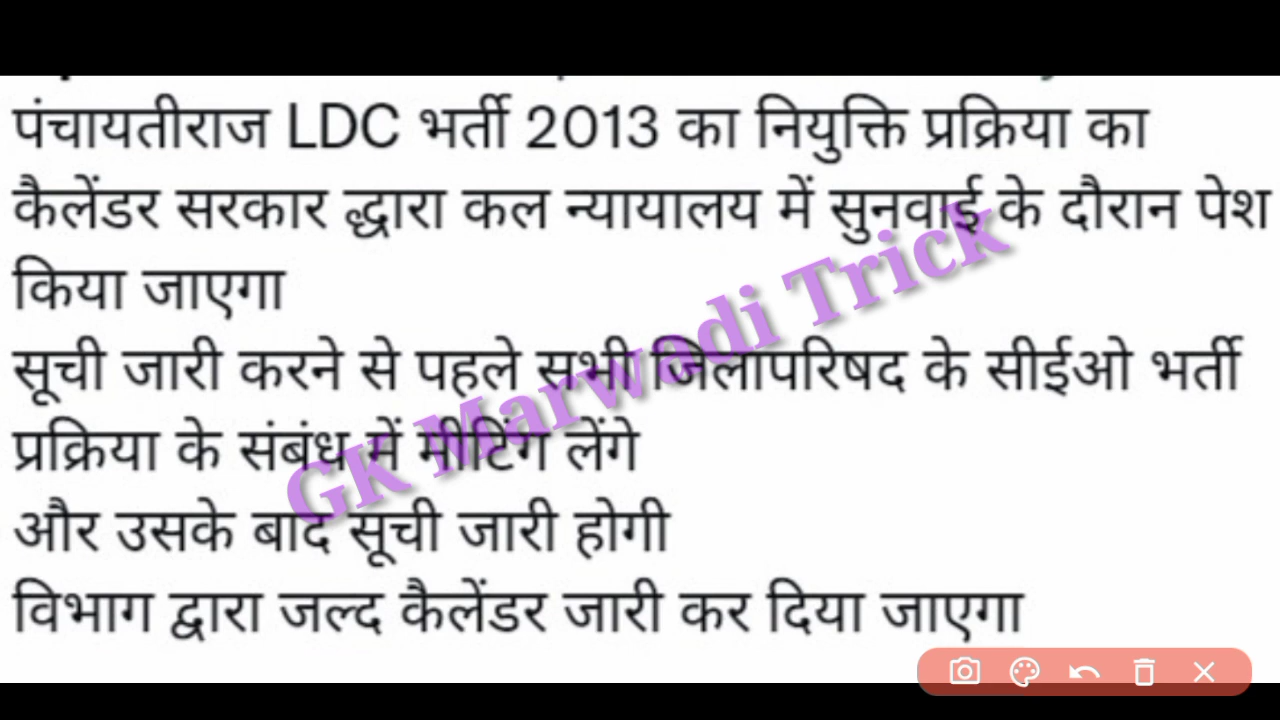 पंचायतीराज LDC भर्ती 2013 का नियुक्ति प्रक्रिया का
कैलेंडर सरकार द्धारा कल न्यायालय में सुनवाई के दौरान पेश
किया जाएगा
सूची जारी करने से पहले सभी जिलापरिषद के सीईओ भर्ती
प्रक्रिया के संबंध में मीटिंग लेंगे
और उसके बाद सूची जारी होगी
विभाग द्वारा जल्द कैलेंडर जारी कर दिया जाएगा
GK Marwadi Trick